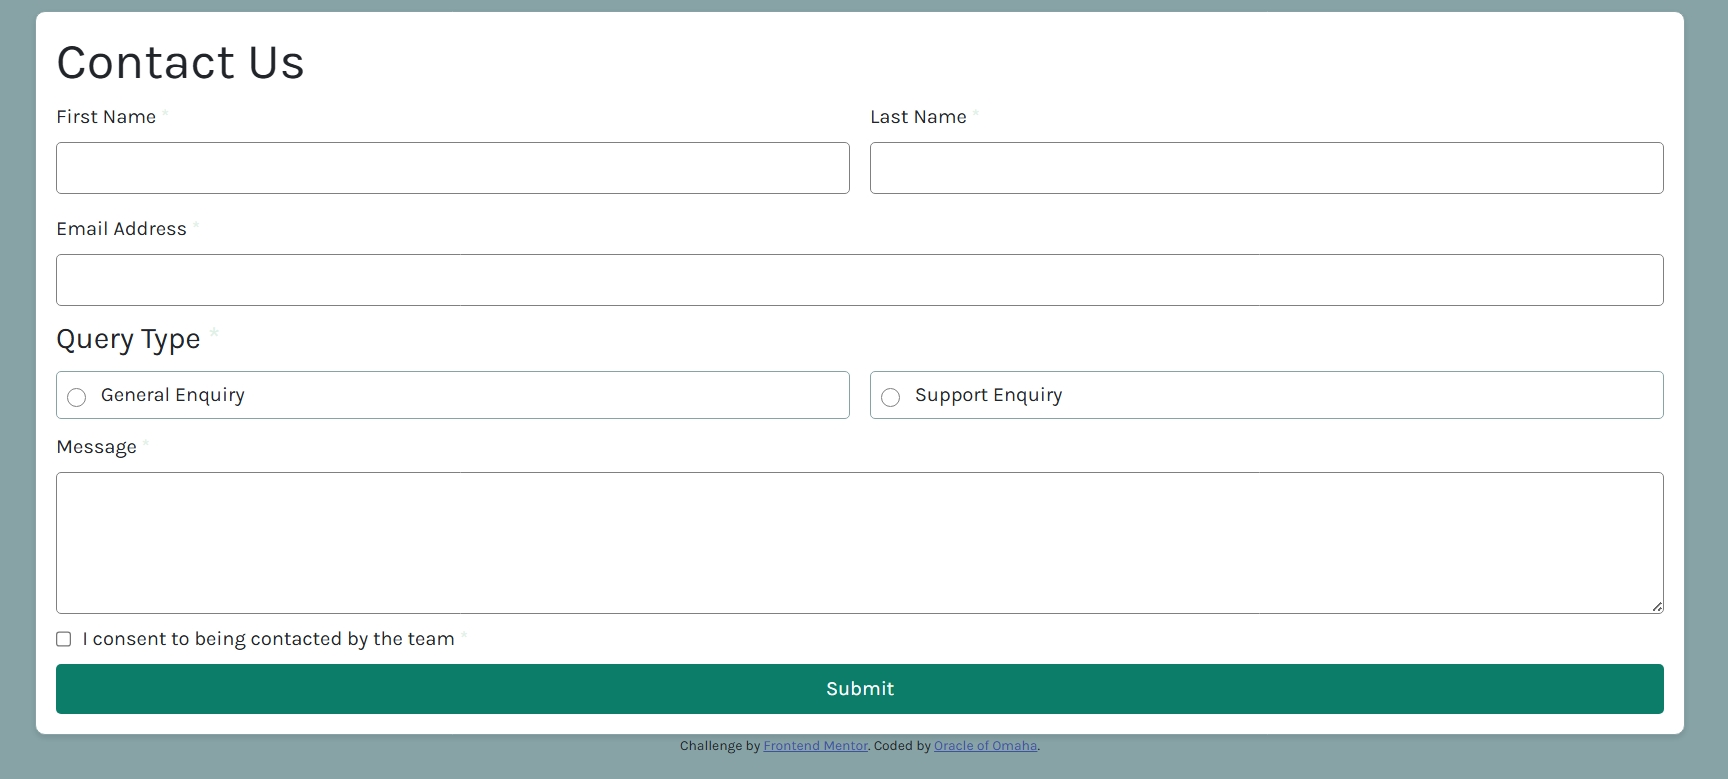 Contact Us
First Name *
Last Name *
Email Address *
Query Type *
General Enquiry
Support Enquiry
Message *
I consent to being contacted by the team *
Submit
Challenge by Frontend Mentor. Coded by Oracle of Omaha.